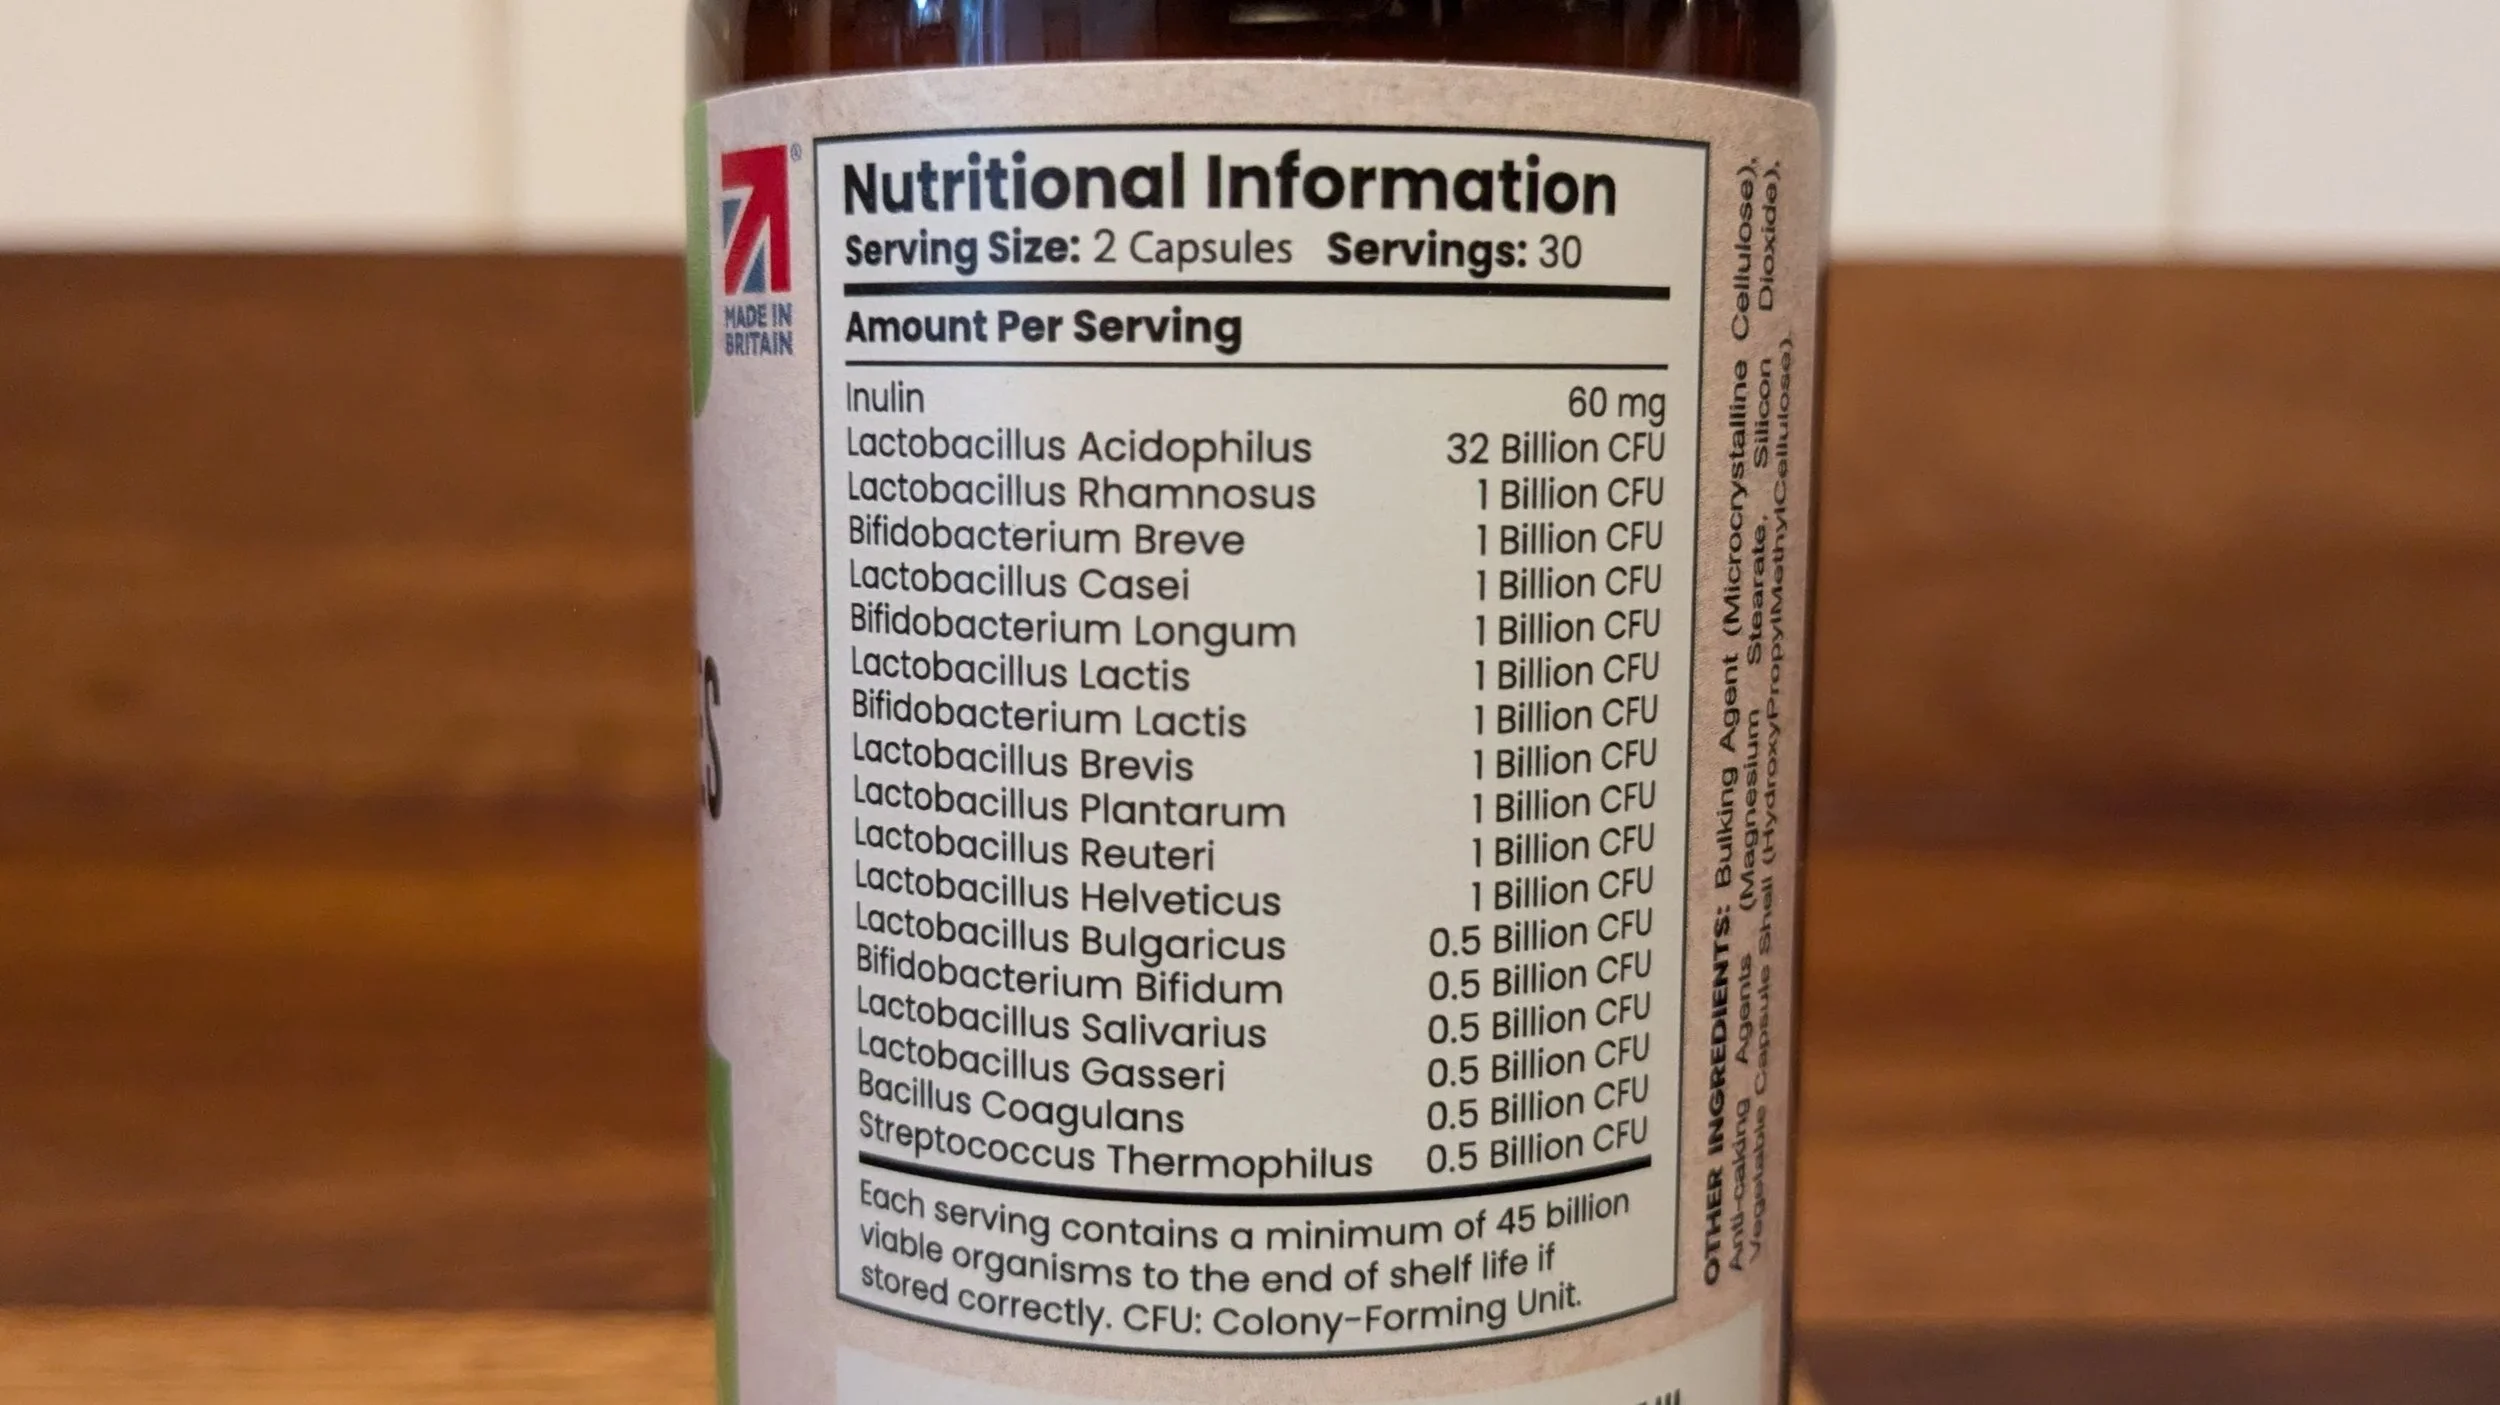 MADE IN
BRITAIN
Nutritional Information
Serving Size: 2 Capsules Servings: 30
Amount Per Serving
Inulin 60 mg
Lactobacillus Acidophilus 32 Billion CFU
Lactobacillus Rhamnosus 1 Billion CFU
Bifidobacterium Breve 1 Billion CFU
Lactobacillus Casei 1 Billion CFU
Bifidobacterium Longum 1 Billion CFU
Lactobacillus Lactis 1 Billion CFU
Bifidobacterium Lactis 1 Billion CFU
Lactobacillus Brevis 1 Billion CFU
Lactobacillus Plantarum 1 Billion CFU
Lactobacillus Reuteri 1 Billion CFU
Lactobacillus Helveticus 1 Billion CFU
Lactobacillus Bulgaricus 0.5 Billion CFU
Bifidobacterium Bifidum 0.5 Billion CFU
Lactobacillus Salivarius 0.5 Billion CFU
Lactobacillus Gasseri 0.5 Billion CFU
Bacillus Coagulans 0.5 Billion CFU
Streptococcus Thermophilus 0.5 Billion CFU
Each serving contains a minimum of 45 billion
viable organisms to the end of shelf life if
stored correctly. CFU: Colony-Forming Unit.
OTHER INGREDIENTS: Bulking Agent (Microcrystalline Cellulose),
Anti-caking Agents (Magnesium Stearate, Silicon Dioxide),
Vegetable Capsule Shell (HydroxyPropylMethylCellulose).